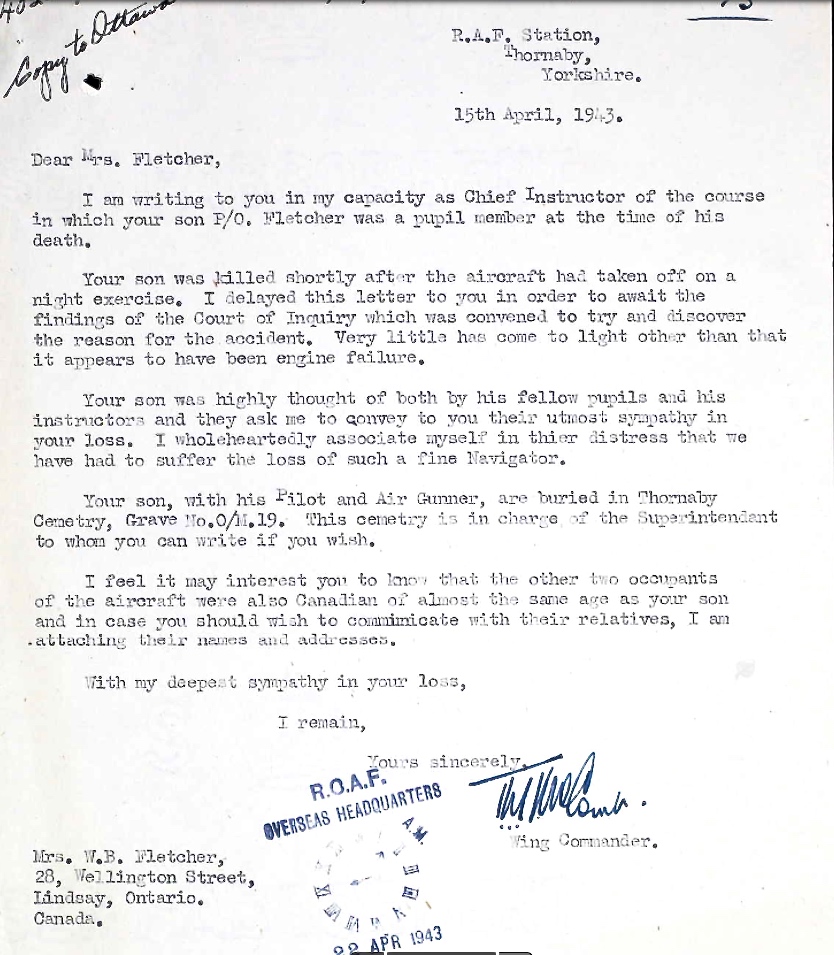 Copy to Ottawa
R.A.F. Station,
Thornaby,
Yorkshire.
15th April, 1943.
Dear Mrs. Fletcher,
I am writing to you in my capacity as Chief Instructor of the course
in which your son P/O. Fletcher was a pupil member at the time of his
death.
Your son was killed shortly after the aircraft had taken off on a
night exercise. I delayed this letter to you in order to await the
findings of the Court of Inquiry which was convened to try and discover
the reason for the accident. Very little has come to light other than that
it appears to have been engine failure.
Your son was highly thought of both by his fellow pupils and his
instructors and they ask me to convey to you their utmost sympathy in
your loss. I wholeheartedly associate myself in thier distress that we
have had to suffer the loss of such a fine Navigator.
Your son, with his Pilot and Air Gunner, are buried in Thornaby
Cemetry, Grave No.O/M.19. This cemetry is in charge of the Superintendant
to whom you can write if you wish.
I feel it may interest you to know that the other two occupants
of the aircraft were also Canadian of almost the same age as your son
and in case you should wish to commimicate with their relatives, I am
attaching their names and addresses.
With my deepest sympathy in your loss,
I remain,
Yours sincerely,
Wing Commander.
R.C.A.F.
OVERSEAS HEADQUARTERS
A.M.
22 APR 1943
Mrs. W.B. Fletcher,
28, Wellington Street,
Lindsay, Ontario.
Canada.